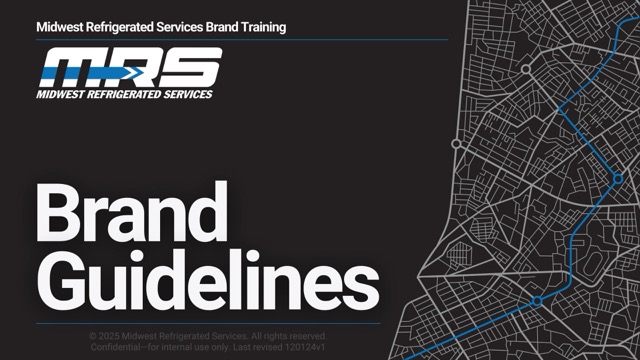 Midwest Refrigerated Services Brand Training
MRS
MIDWEST REFRIGERATED SERVICES
Brand
Guidelines
© 2025 Midwest Refrigerated Services. All rights reserved.
Confidential—for internal use only. Last revised 120124v1